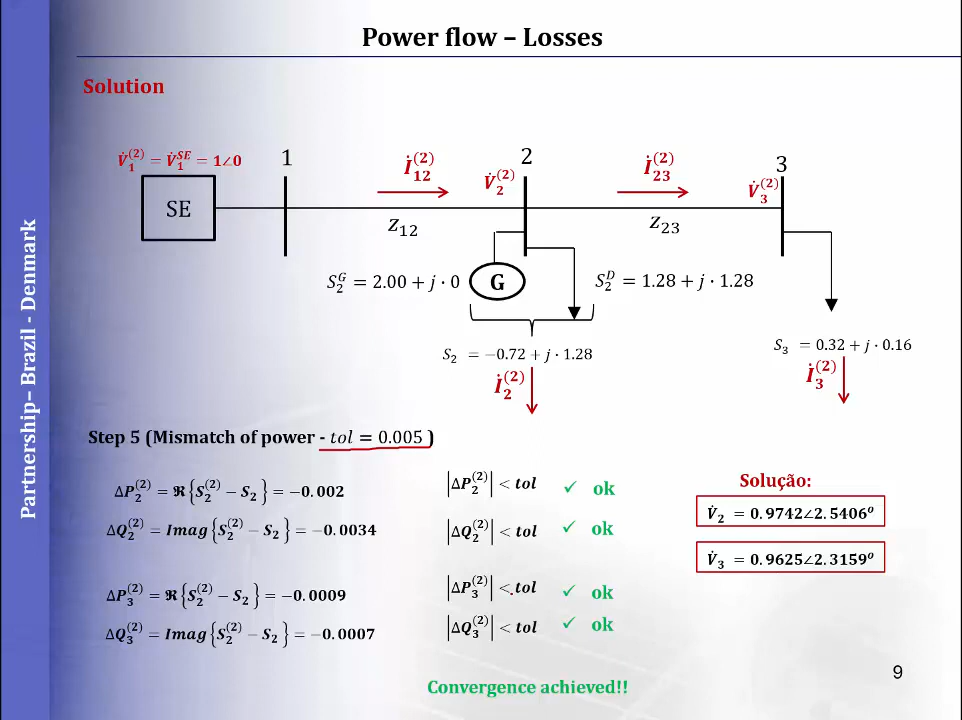 Power flow – Losses
Solution
V̇₁⁽²⁾ = V̇₁ˢᴱ = 1∠0
1
İ₁₂⁽²⁾
V̇₂⁽²⁾
2
İ₂₃⁽²⁾
V̇₃⁽²⁾
3
SE
z₁₂
z₂₃
S₂ᴳ = 2.00 + j · 0
G
S₂ᴰ = 1.28 + j · 1.28
S₂ = −0.72 + j · 1.28
S₃ = 0.32 + j · 0.16
İ₂⁽²⁾
İ₃⁽²⁾
Partnership– Brazil - Denmark
Step 5 (Mismatch of power - tol = 0.005 )
ΔP₂⁽²⁾ = ℜ{S₂⁽²⁾ − S₂} = −0.002
|ΔP₂⁽²⁾| < tol ✓ ok
ΔQ₂⁽²⁾ = Imag{S₂⁽²⁾ − S₂} = −0.0034
|ΔQ₂⁽²⁾| < tol ✓ ok
ΔP₃⁽²⁾ = ℜ{S₂⁽²⁾ − S₂} = −0.0009
|ΔP₃⁽²⁾| < tol ✓ ok
ΔQ₃⁽²⁾ = Imag{S₂⁽²⁾ − S₂} = −0.0007
|ΔQ₃⁽²⁾| < tol ✓ ok
Solução:
V̇₂ = 0.9742∠2.5406º
V̇₃ = 0.9625∠2.3159º
Convergence achieved!!
9